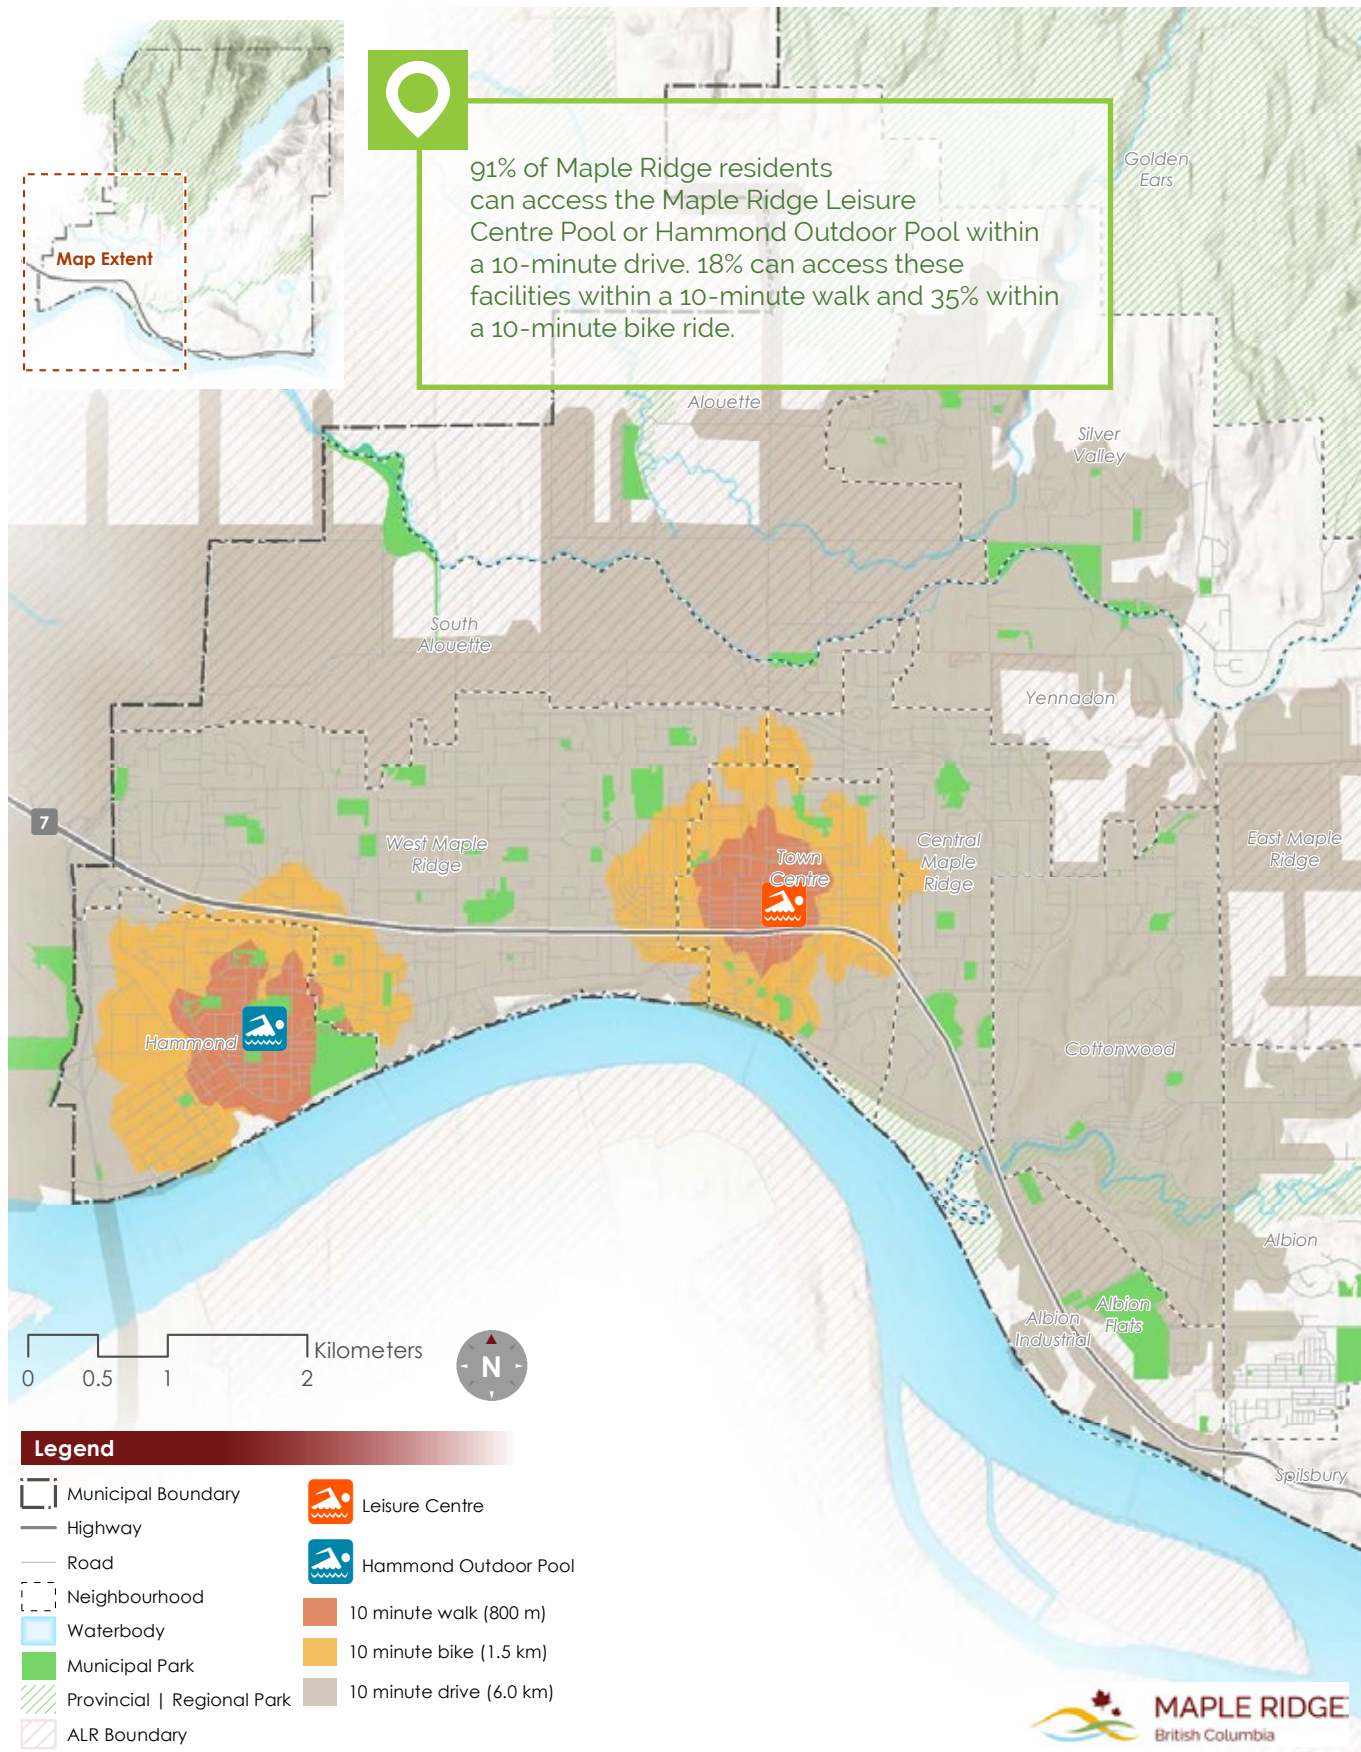 Map Extent
91% of Maple Ridge residents
can access the Maple Ridge Leisure
Centre Pool or Hammond Outdoor Pool within
a 10-minute drive. 18% can access these
facilities within a 10-minute walk and 35% within
a 10-minute bike ride.
Golden
Ears
Alouette
Silver
Valley
South
Alouette
Yennadon
7
West Maple
Ridge
Town
Centre
Central
Maple
Ridge
East Maple
Ridge
Hammond
Cottonwood
Albion
Albion
Flats
Albion
Industrial
Spilsbury
Kilometers
0 0.5 1 2
N
Legend
Municipal Boundary
Highway
Road
Neighbourhood
Waterbody
Municipal Park
Provincial | Regional Park
ALR Boundary
Leisure Centre
Hammond Outdoor Pool
10 minute walk (800 m)
10 minute bike (1.5 km)
10 minute drive (6.0 km)
MAPLE RIDGE
British Columbia